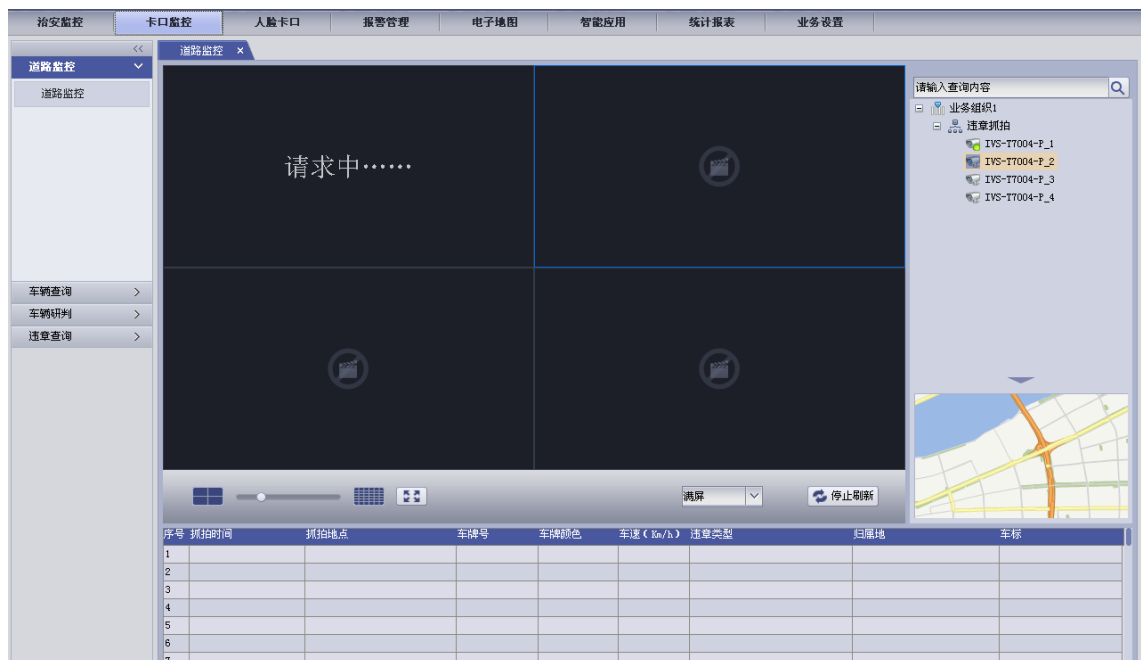 治安监控 卡口监控 人脸卡口 报警管理 电子地图 智能应用 统计报表 业务设置
<< 道路监控 ×
道路监控
道路监控
请输入查询内容
业务组织1
违章抓拍
IVS-T7004-P_1
IVS-T7004-P_2
IVS-T7004-P_3
IVS-T7004-P_4
请求中······
车辆查询 >
车辆研判 >
违章查询 >
满屏 停止刷新
序号 抓拍时间 抓拍地点 车牌号 车牌颜色 车速(Km/h) 违章类型 归属地 车标
1
2
3
4
5
6
7